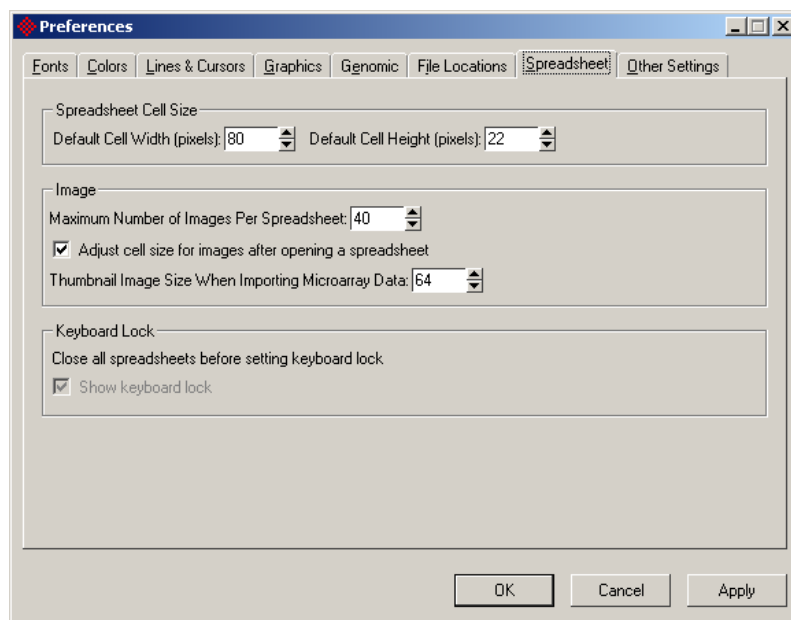 Preferences
Fonts Colors Lines & Cursors Graphics Genomic File Locations Spreadsheet Other Settings
Spreadsheet Cell Size
Default Cell Width (pixels): 80 Default Cell Height (pixels): 22
Image
Maximum Number of Images Per Spreadsheet: 40
Adjust cell size for images after opening a spreadsheet
Thumbnail Image Size When Importing Microarray Data: 64
Keyboard Lock
Close all spreadsheets before setting keyboard lock
Show keyboard lock
OK Cancel Apply